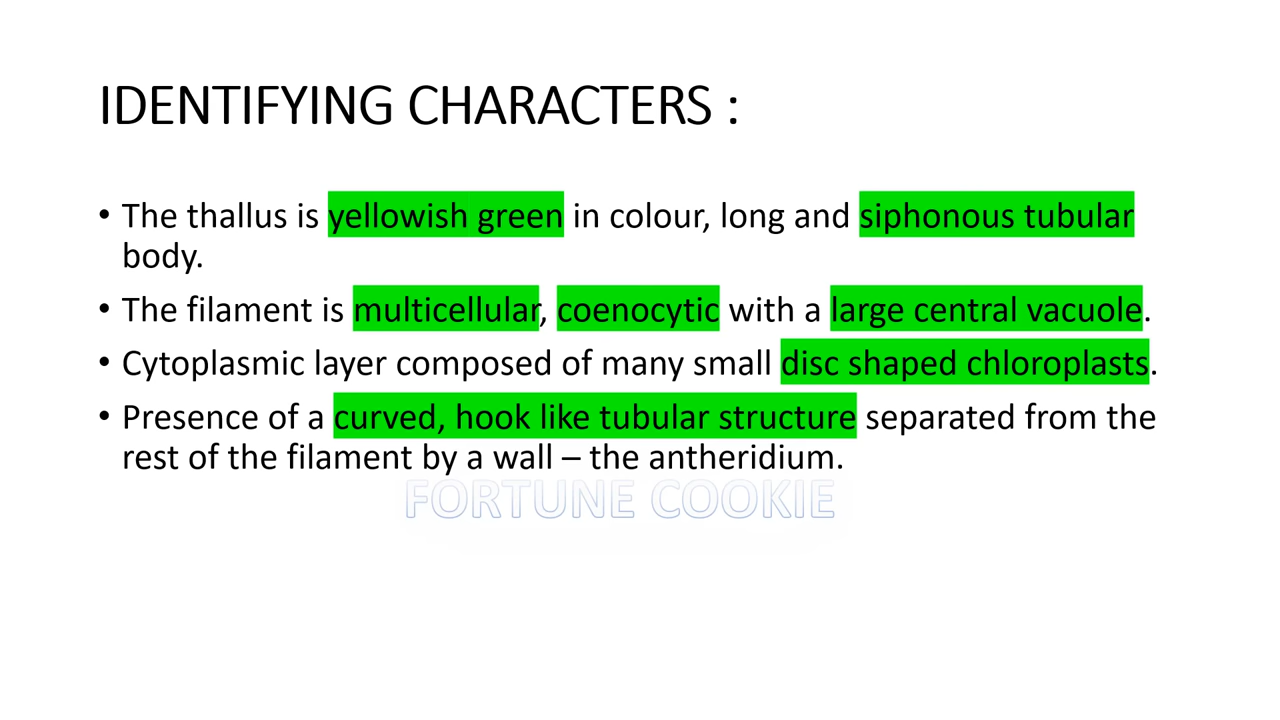 IDENTIFYING CHARACTERS :
• The thallus is yellowish green in colour, long and siphonous tubular
body.
• The filament is multicellular, coenocytic with a large central vacuole.
• Cytoplasmic layer composed of many small disc shaped chloroplasts.
• Presence of a curved, hook like tubular structure separated from the
rest of the filament by a wall – the antheridium.
FORTUNE COOKIE